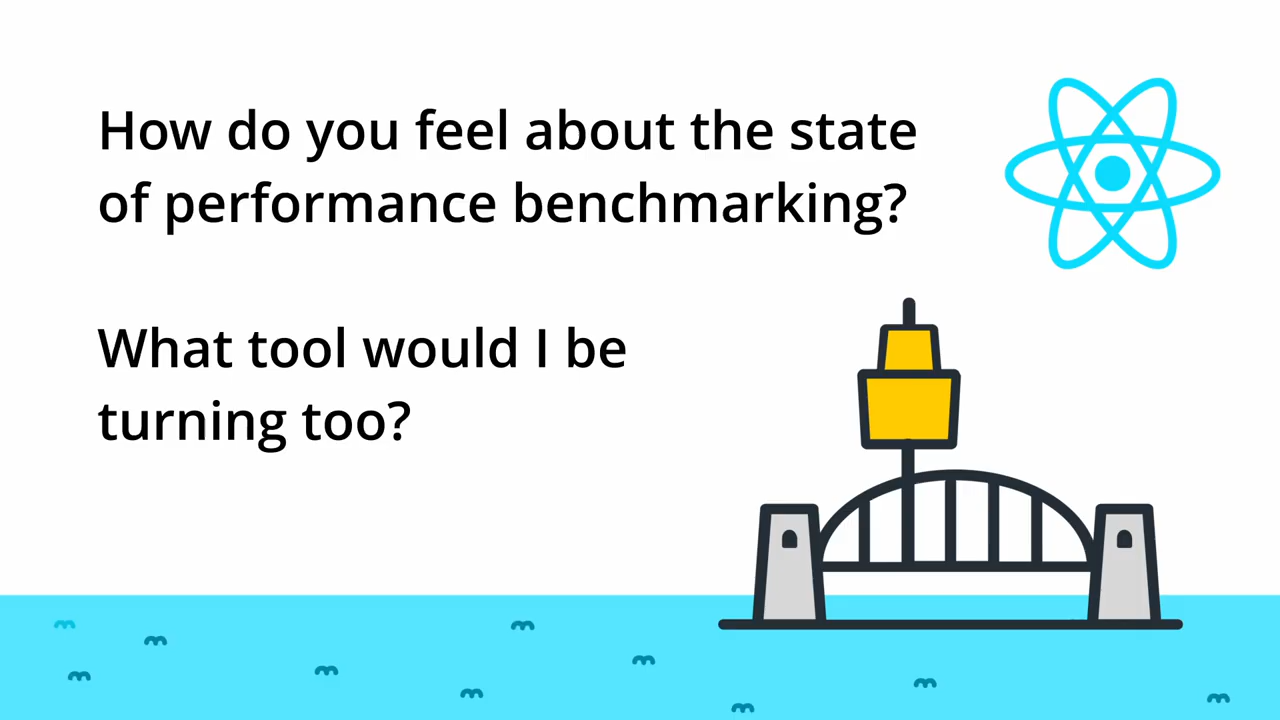 How do you feel about the state
of performance benchmarking?
What tool would I be
turning too?